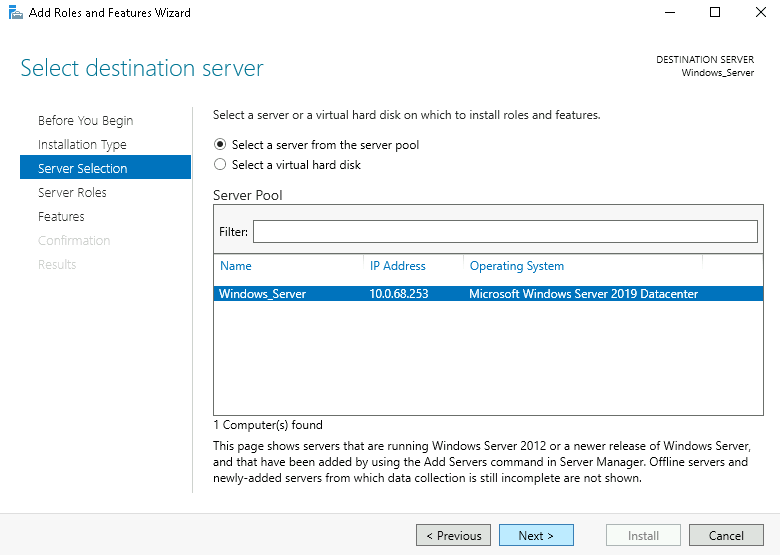 Add Roles and Features Wizard
Select destination server
DESTINATION SERVER
Windows_Server
Before You Begin
Installation Type
Server Selection
Server Roles
Features
Confirmation
Results
Select a server or a virtual hard disk on which to install roles and features.
Select a server from the server pool
Select a virtual hard disk
Server Pool
Filter:
Name IP Address Operating System
Windows_Server 10.0.68.253 Microsoft Windows Server 2019 Datacenter
1 Computer(s) found
This page shows servers that are running Windows Server 2012 or a newer release of Windows Server,
and that have been added by using the Add Servers command in Server Manager. Offline servers and
newly-added servers from which data collection is still incomplete are not shown.
< Previous Next > Install Cancel